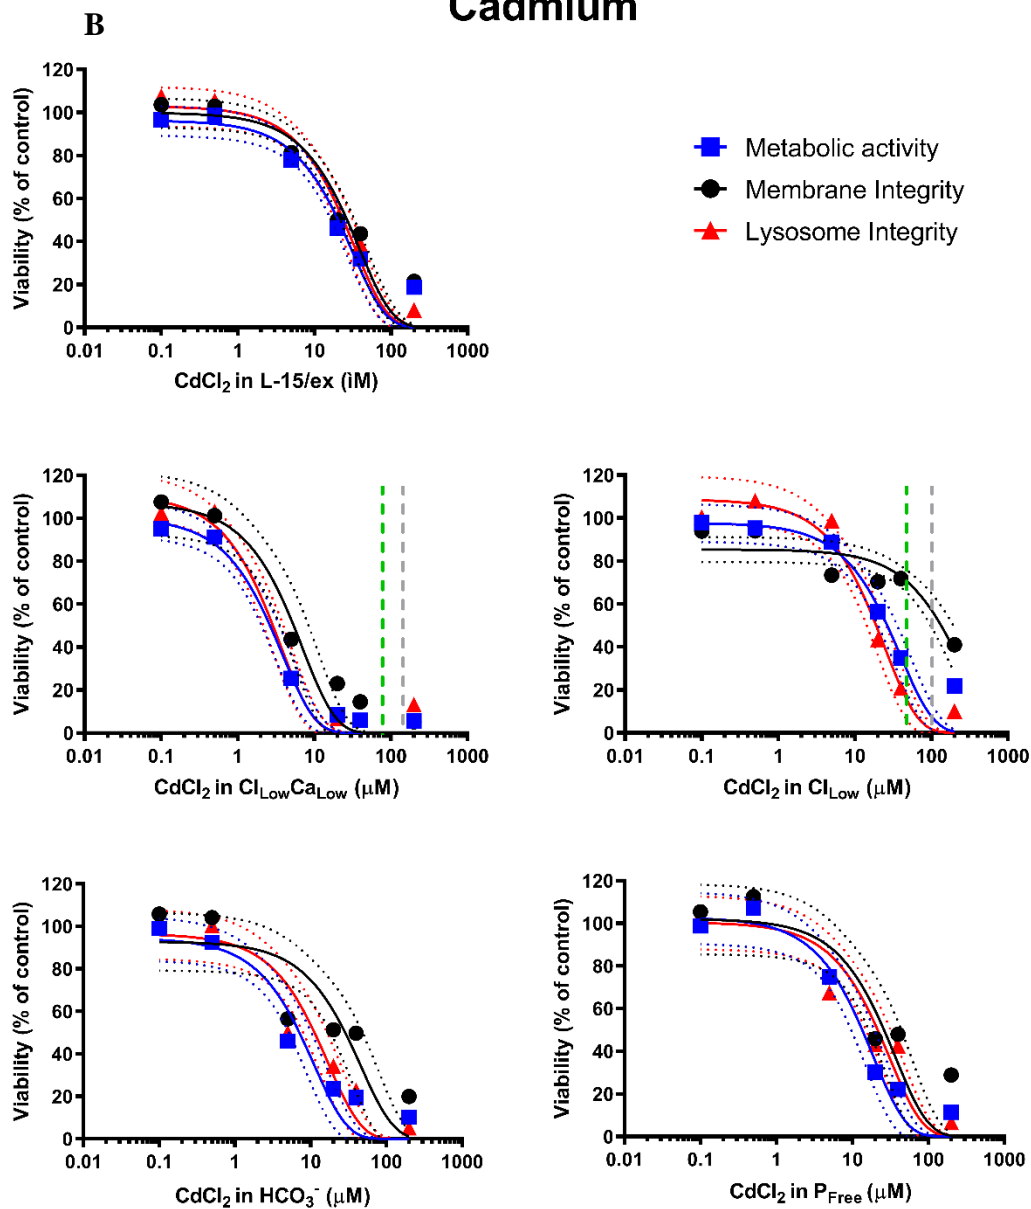 Cadmium
B
Viability (% of control)
120
100
80
60
40
20
0
0.01 0.1 1 10 100 1000
CdCl2 in L-15/ex (ìM)
Metabolic activity
Membrane Integrity
Lysosome Integrity
Viability (% of control)
120
100
80
60
40
20
0
0.01 0.1 1 10 100 1000
CdCl2 in ClLowCaLow (μM)
Viability (% of control)
120
100
80
60
40
20
0
0.01 0.1 1 10 100 1000
CdCl2 in ClLow (μM)
Viability (% of control)
120
100
80
60
40
20
0
0.01 0.1 1 10 100 1000
CdCl2 in HCO3- (μM)
Viability (% of control)
120
100
80
60
40
20
0
0.01 0.1 1 10 100 1000
CdCl2 in PFree (μM)